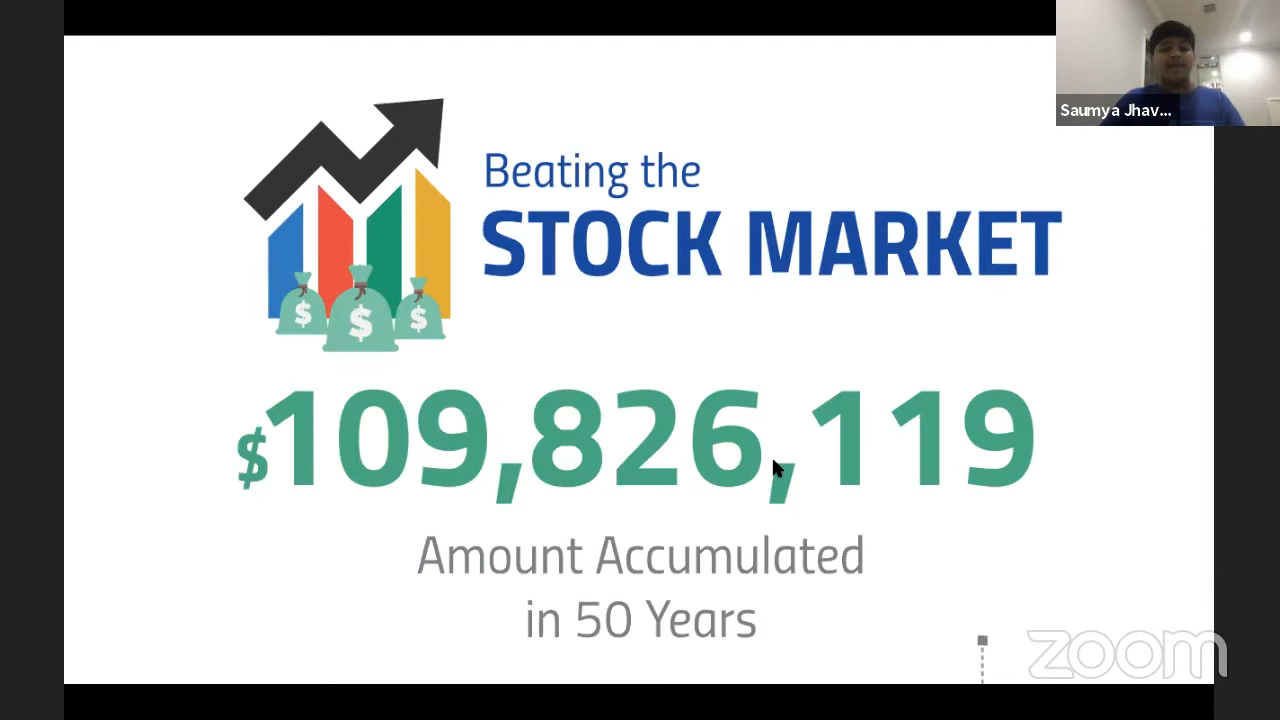 Saumya Jhav...
Beating the
STOCK MARKET
$ $ $
$109,826,119
Amount Accumulated
in 50 Years
zoom